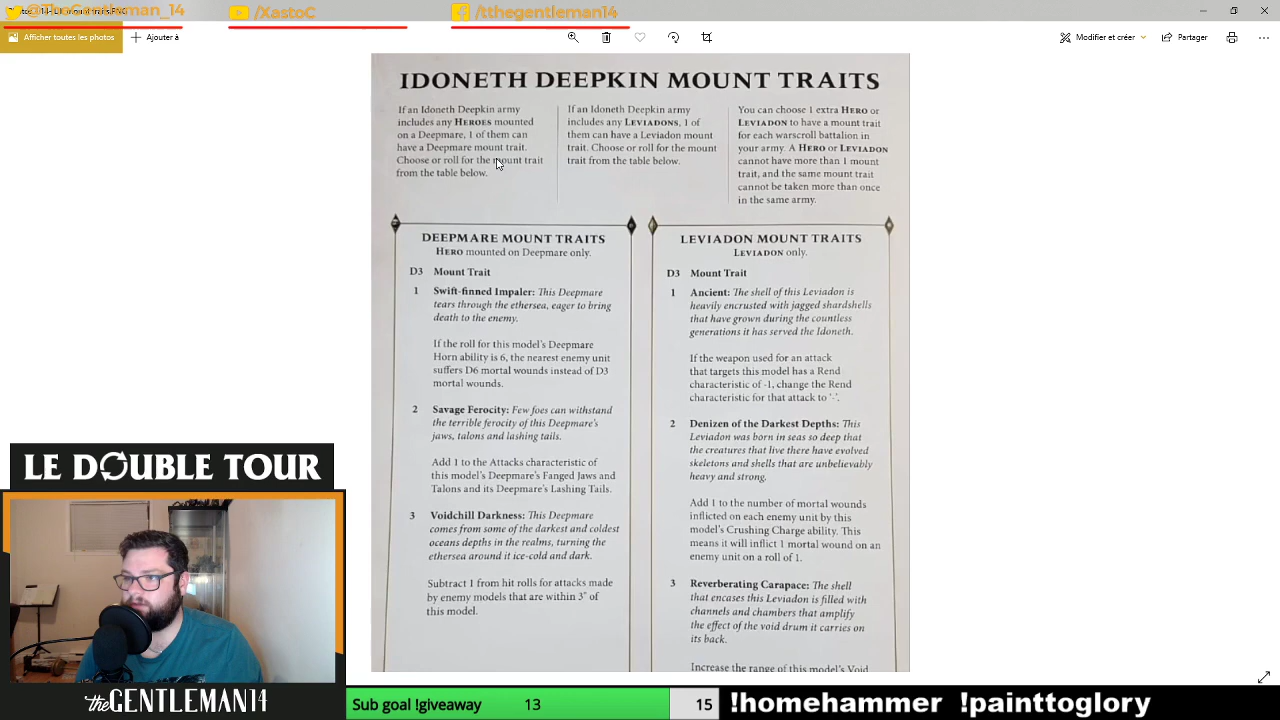 @TheGentleman_14
/XastoC
/tthegentleman14
Afficher toutes les photos
Ajouter à
Modifier et créer
Partager
IDONETH DEEPKIN MOUNT TRAITS
If an Idoneth Deepkin army
includes any HEROES mounted
on a Deepmare, 1 of them can
have a Deepmare mount trait.
Choose or roll for the mount trait
from the table below.
If an Idoneth Deepkin army
includes any LEVIADONS, 1 of
them can have a Leviadon mount
trait. Choose or roll for the mount
trait from the table below.
You can choose 1 extra HERO or
LEVIADON to have a mount trait
for each warscroll battalion in
your army. A HERO or LEVIADON
cannot have more than 1 mount
trait, and the same mount trait
cannot be taken more than once
in the same army.
DEEPMARE MOUNT TRAITS
HERO mounted on Deepmare only.
D3 Mount Trait
1 Swift-finned Impaler: This Deepmare
tears through the ethersea, eager to bring
death to the enemy.
If the roll for this model's Deepmare
Horn ability is 6, the nearest enemy unit
suffers D6 mortal wounds instead of D3
mortal wounds.
2 Savage Ferocity: Few foes can withstand
the terrible ferocity of this Deepmare's
jaws, talons and lashing tails.
Add 1 to the Attacks characteristic of
this model's Deepmare's Fanged Jaws and
Talons and its Deepmare's Lashing Tails.
3 Voidchill Darkness: This Deepmare
comes from some of the darkest and coldest
oceans depths in the realms, turning the
ethersea around it ice-cold and dark.
Subtract 1 from hit rolls for attacks made
by enemy models that are within 3" of
this model.
LEVIADON MOUNT TRAITS
LEVIADON only.
D3 Mount Trait
1 Ancient: The shell of this Leviadon is
heavily encrusted with jagged shardshells
that have grown during the countless
generations it has served the Idoneth.
If the weapon used for an attack
that targets this model has a Rend
characteristic of -1, change the Rend
characteristic for that attack to '-'.
2 Denizen of the Darkest Depths: This
Leviadon was born in seas so deep that
the creatures that live there have evolved
skeletons and shells that are unbelievably
heavy and strong.
Add 1 to the number of mortal wounds
inflicted on each enemy unit by this
model's Crushing Charge ability. This
means it will inflict 1 mortal wound on an
enemy unit on a roll of 1.
3 Reverberating Carapace: The shell
that encases this Leviadon is filled with
channels and chambers that amplify
the effect of the void drum it carries on
its back.
Increase the range of this model's Void
LE DOUBLE TOUR
theGENTLEMAN14
Sub goal !giveaway 13 15
!homehammer !painttoglory